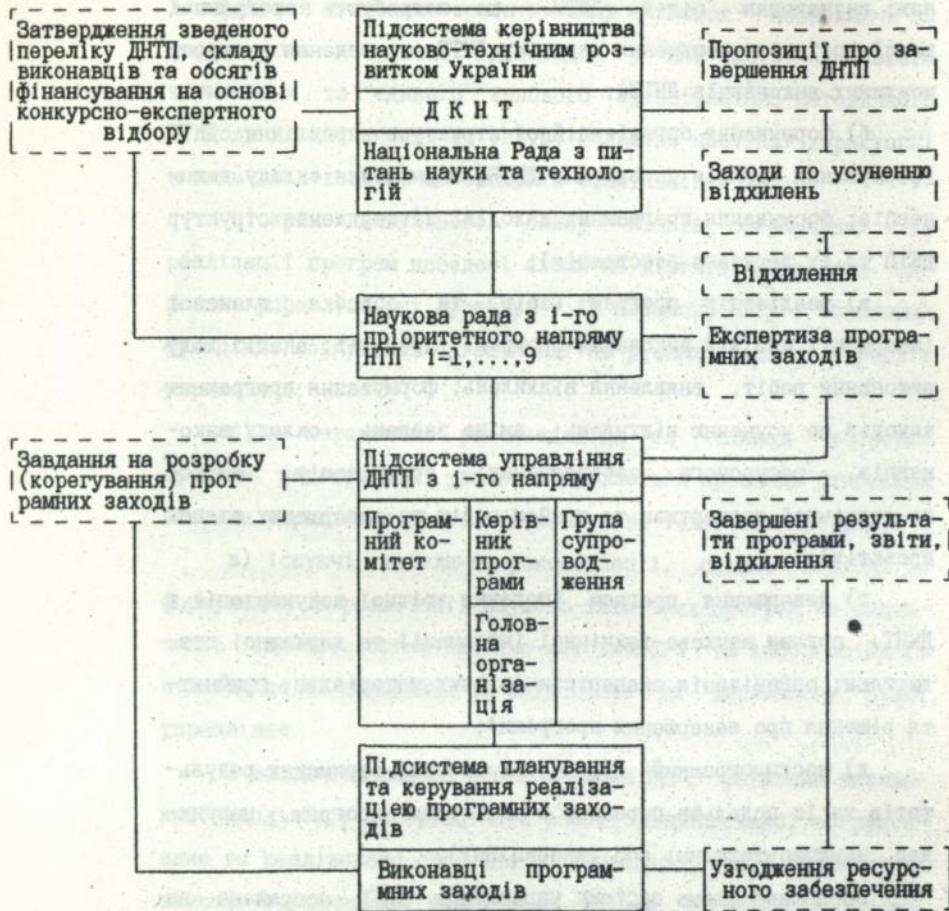 Затвердження зведеного
переліку ДНТП, складу
виконавців та обсягів
фінансування на основі
конкурсно-експертного
відбору
Підсистема керівництва
науково-технічним роз-
витком України
Д К Н Т
Національна Рада з пи-
тань науки та техноло-
гій
Пропозиції про за-
вершення ДНТП
Заходи по усуненню
відхилень
Відхилення
Наукова рада з і-го
пріоритетного напряму
НТП і=1,...,9
Експертиза програ-
мних заходів
Завдання на розробку
(корегування) прог-
рамних заходів
Підсистема управління
ДНТП з і-го напряму
Програм-
ний ко-
мітет
Керів-
ник
прог-
рами
Голов-
на
орга-
ніза-
ція
Група
супро-
вод-
ження
Завершені результа-
ти програми, звіти,
відхилення
Підсистема планування
та керування реаліза-
цією програмних захо-
дів
Виконавці програм-
мних заходів
Узгодження ресурс-
ного забезпечення